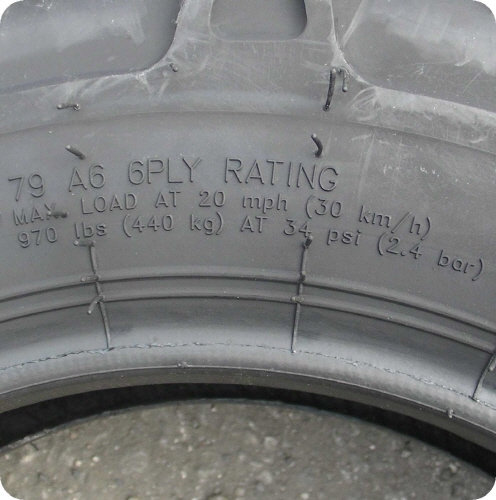 79 A6 6PLY RATING
MAX. LOAD AT 20 mph (30 km/h)
970 lbs (440 kg) AT 34 psi (2.4 bar)